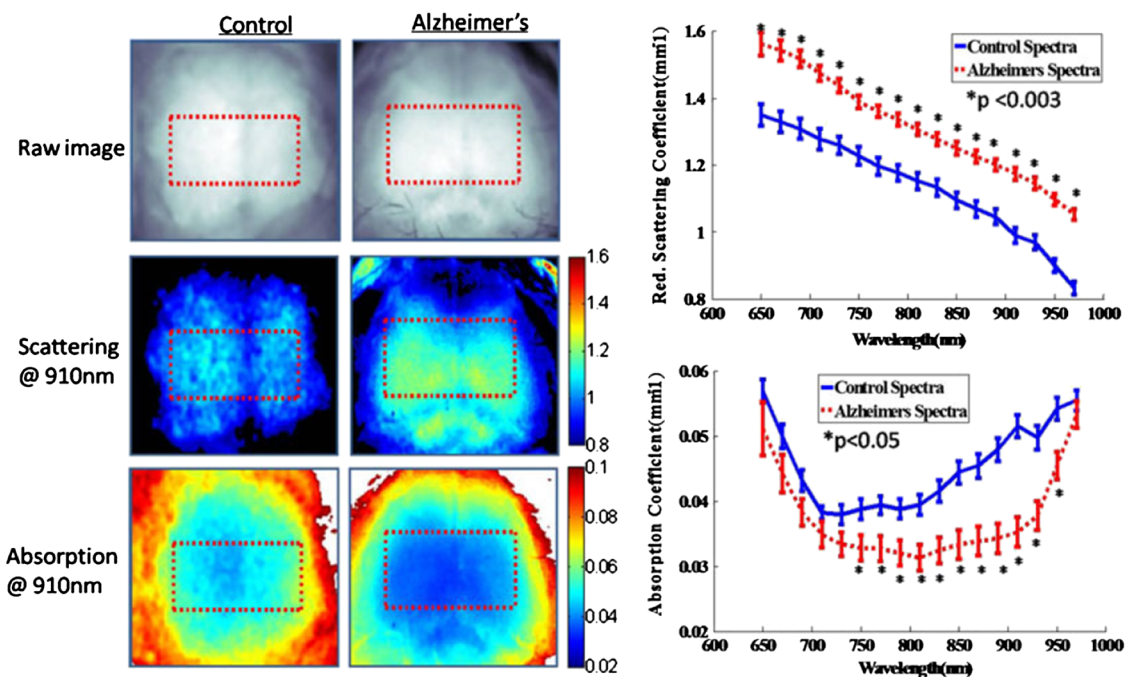 Control
Alzheimer's
Raw image
Scattering
@ 910nm
Absorption
@ 910nm
1.6
1.4
1.2
1
0.8
0.1
0.08
0.06
0.04
0.02
Red. Scattering Coefficient(mm1)
1.6
1.4
1.2
1
0.8
* * * * * * * * * * * * * * * * *
Control Spectra
Alzheimers Spectra
*p <0.003
600 650 700 750 800 850 900 950 1000
Wavelength(nm)
Absorption Coefficient(mm1)
0.06
0.05
0.04
0.03
0.02
Control Spectra
Alzheimers Spectra
*p<0.05
* * * * * * * * * * *
600 650 700 750 800 850 900 950 1000
Wavelength(nm)